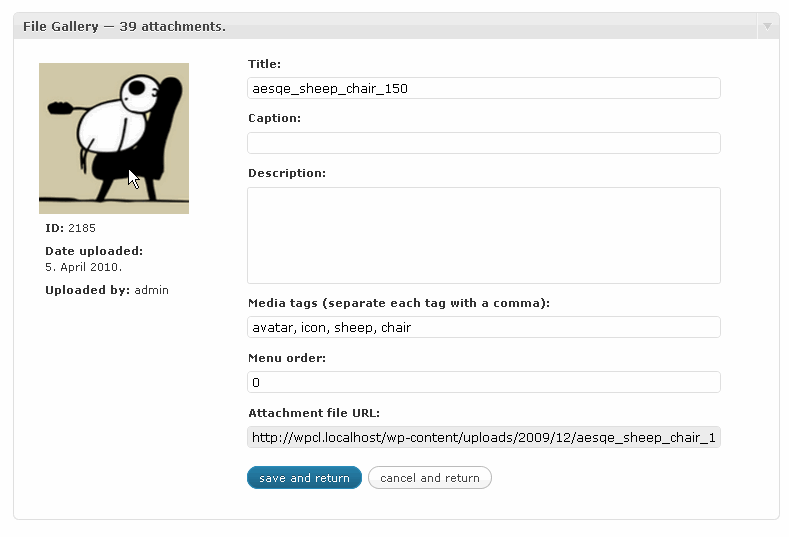 File Gallery — 39 attachments.
Title:
aesqe_sheep_chair_150
Caption:
Description:
ID: 2185
Date uploaded:
5. April 2010.
Uploaded by: admin
Media tags (separate each tag with a comma):
avatar, icon, sheep, chair
Menu order:
0
Attachment file URL:
http://wpcl.localhost/wp-content/uploads/2009/12/aesqe_sheep_chair_1
save and return
cancel and return